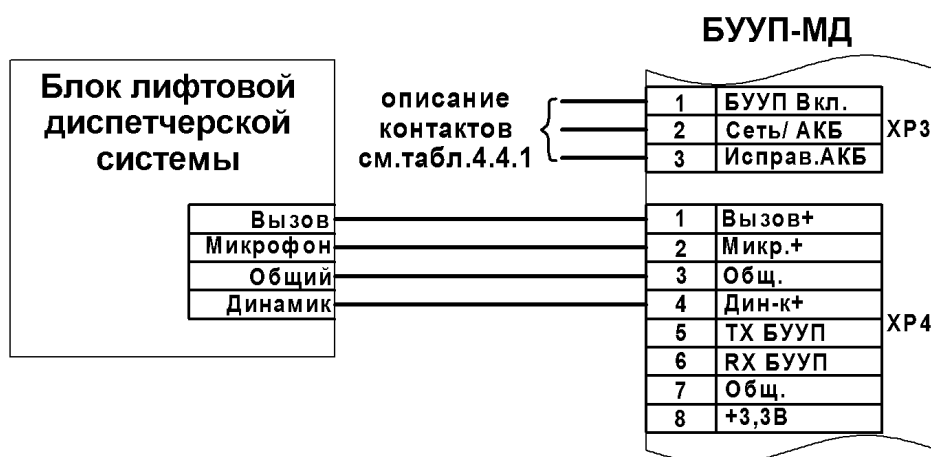 БУУП-МД
Блок лифтовой
диспетчерской
системы
описание
контактов
см.табл.4.4.1
1 БУУП Вкл.
2 Сеть/ АКБ
3 Исправ.АКБ
XP3
Вызов
Микрофон
Общий
Динамик
1 Вызов+
2 Микр.+
3 Общ.
4 Дин-к+
5 TX БУУП
6 RX БУУП
7 Общ.
8 +3,3В
XP4